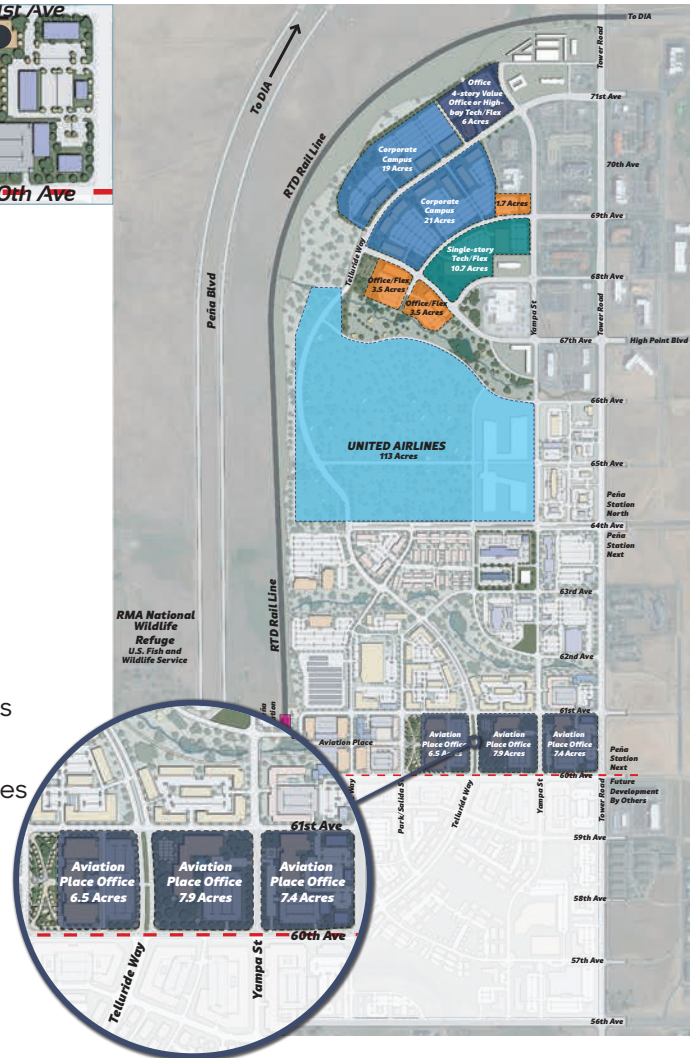 1st Ave
0th Ave
To DIA
To DIA
Tower Road
Office
4-story Value
Office or High-
bay Tech/Flex
6 Acres
71st Ave
RTD Rail Line
Corporate
Campus
19 Acres
70th Ave
Corporate
Campus
21 Acres
1.7 Acres
69th Ave
Telluride Way
Single-story
Tech/Flex
10.7 Acres
Office/Flex
3.5 Acres
68th Ave
Office/Flex
3.5 Acres
Peña Blvd
Yampa St
Tower Road
67th Ave
High Point Blvd
66th Ave
UNITED AIRLINES
113 Acres
65th Ave
Peña
Station
North
64th Ave
Peña
Station
Next
63rd Ave
RMA National
Wildlife
Refuge
U.S. Fish and
Wildlife Service
RTD Rail Line
62nd Ave
s
61st Ave
Aviation Place
Aviation
Place Office
6.5 Acres
Aviation
Place Office
7.9 Acres
Aviation
Place Office
7.4 Acres
Peña
Station
Next
60th Ave
es
Way
Park/Salida St
Telluride Way
Yampa St
Tower Road
Future
Development
By Others
61st Ave
59th Ave
Aviation
Place Office
6.5 Acres
Aviation
Place Office
7.9 Acres
Aviation
Place Office
7.4 Acres
58th Ave
60th Ave
57th Ave
Telluride Way
Yampa St
56th Ave